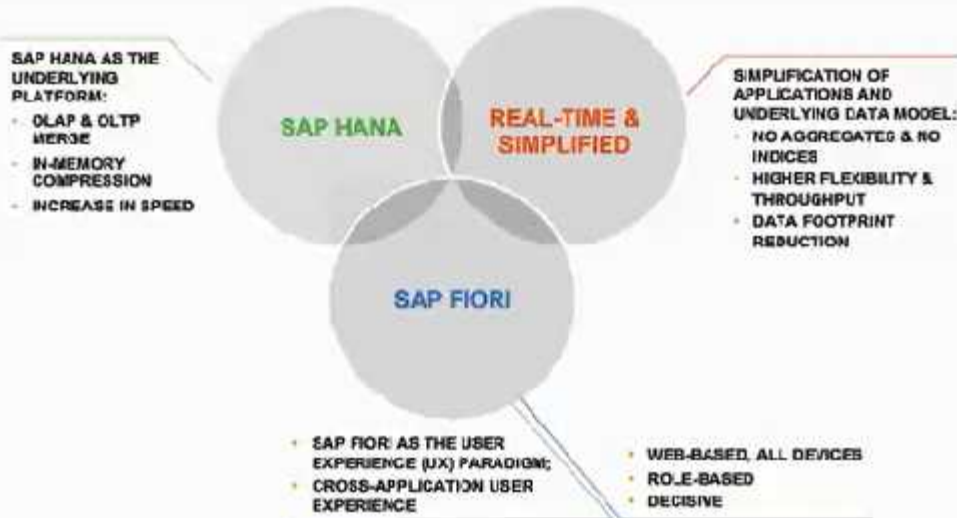 SAP HANA AS THE
UNDERLYING
PLATFORM:
• OLAP & OLTP
MERGE
• IN-MEMORY
COMPRESSION
• INCREASE IN SPEED
SAP HANA
REAL-TIME &
SIMPLIFIED
SIMPLIFICATION OF
APPLICATIONS AND
UNDERLYING DATA MODEL:
• NO AGGREGATES & NO
INDICES
• HIGHER FLEXIBILITY &
THROUGHPUT
• DATA FOOTPRINT
REDUCTION
SAP FIORI
• SAP FIORI AS THE USER
EXPERIENCE (UX) PARADIGM;
• CROSS-APPLICATION USER
EXPERIENCE
• WEB-BASED, ALL DEVICES
• ROLE-BASED
• DECISIVE